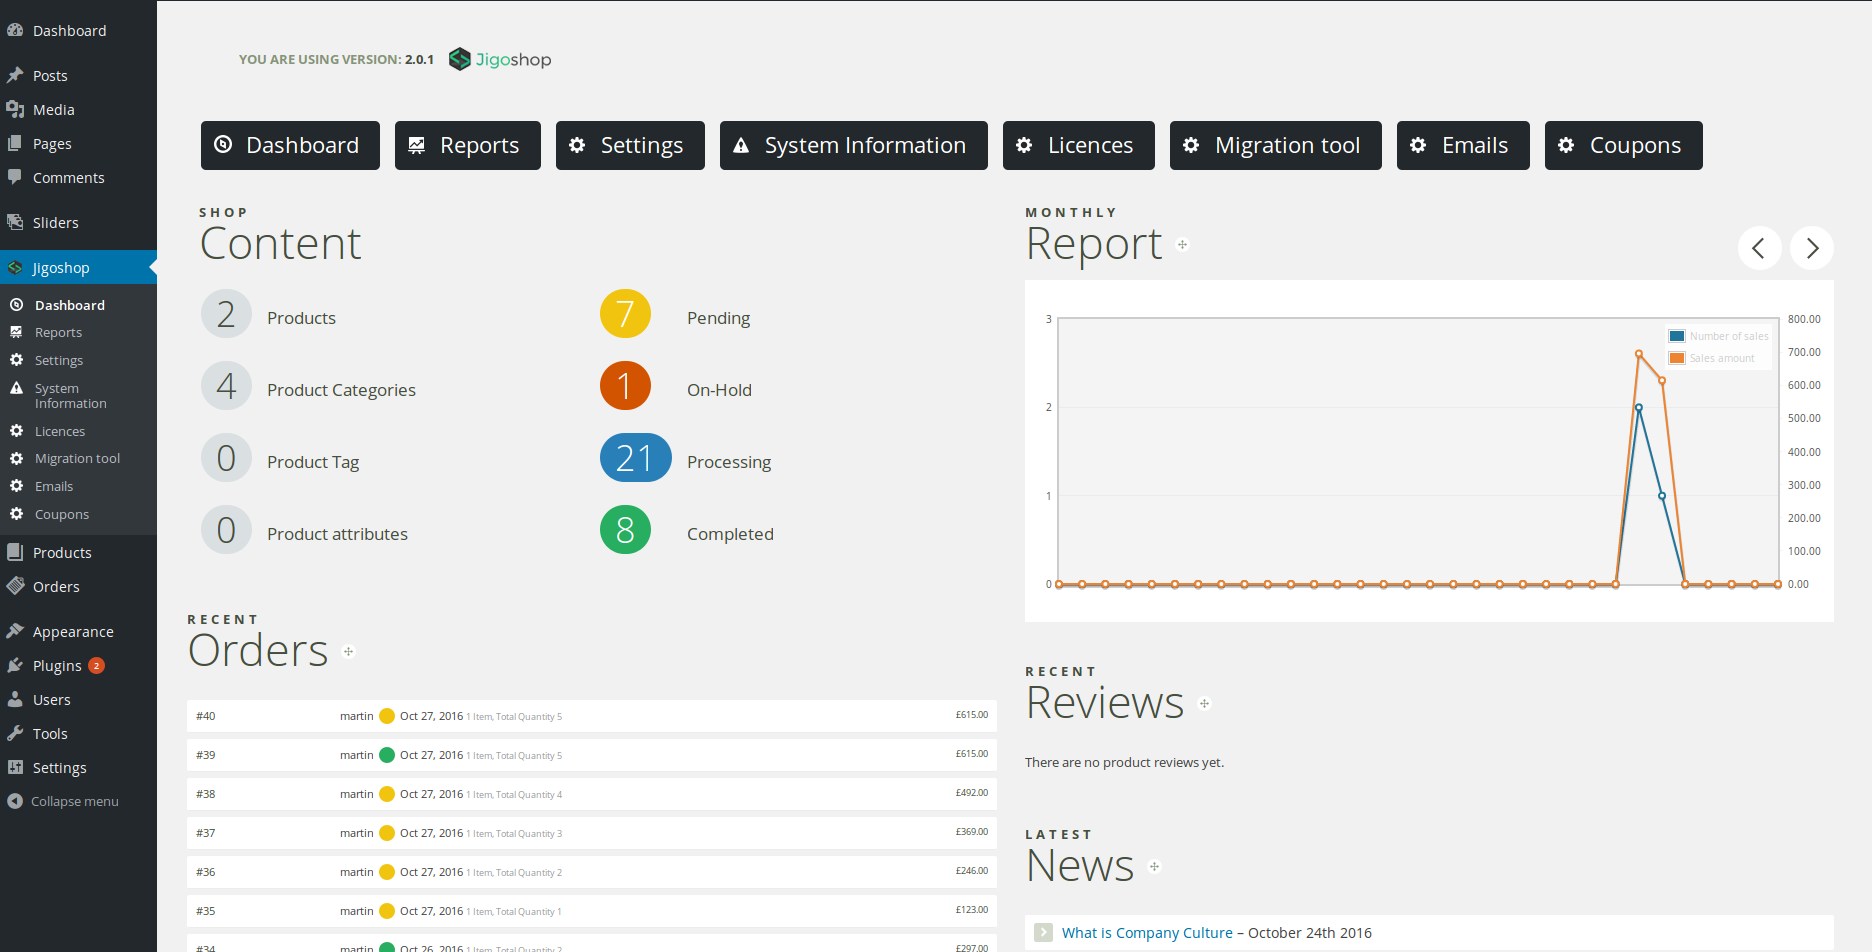 Dashboard
Posts
Media
Pages
Comments
Sliders
Jigoshop
Dashboard
Reports
Settings
System
Information
Licences
Migration tool
Emails
Coupons
Products
Orders
Appearance
Plugins 2
Users
Tools
Settings
Collapse menu
YOU ARE USING VERSION: 2.0.1 Jigoshop
Dashboard Reports Settings System Information Licences Migration tool Emails Coupons
SHOP
Content
2 Products 7 Pending
4 Product Categories 1 On-Hold
0 Product Tag 21 Processing
0 Product attributes 8 Completed
RECENT
Orders
#40 martin Oct 27, 2016 1 Item, Total Quantity 5 £615.00
#39 martin Oct 27, 2016 1 Item, Total Quantity 5 £615.00
#38 martin Oct 27, 2016 1 Item, Total Quantity 4 £492.00
#37 martin Oct 27, 2016 1 Item, Total Quantity 3 £369.00
#36 martin Oct 27, 2016 1 Item, Total Quantity 2 £246.00
#35 martin Oct 27, 2016 1 Item, Total Quantity 1 £123.00
#34 martin Oct 26, 2016 1 Item, Total Quantity 2 £297.00
MONTHLY
Report
3
2
1
0
Number of sales
Sales amount
800.00
700.00
600.00
500.00
400.00
300.00
200.00
100.00
0.00
RECENT
Reviews
There are no product reviews yet.
LATEST
News
What is Company Culture – October 24th 2016